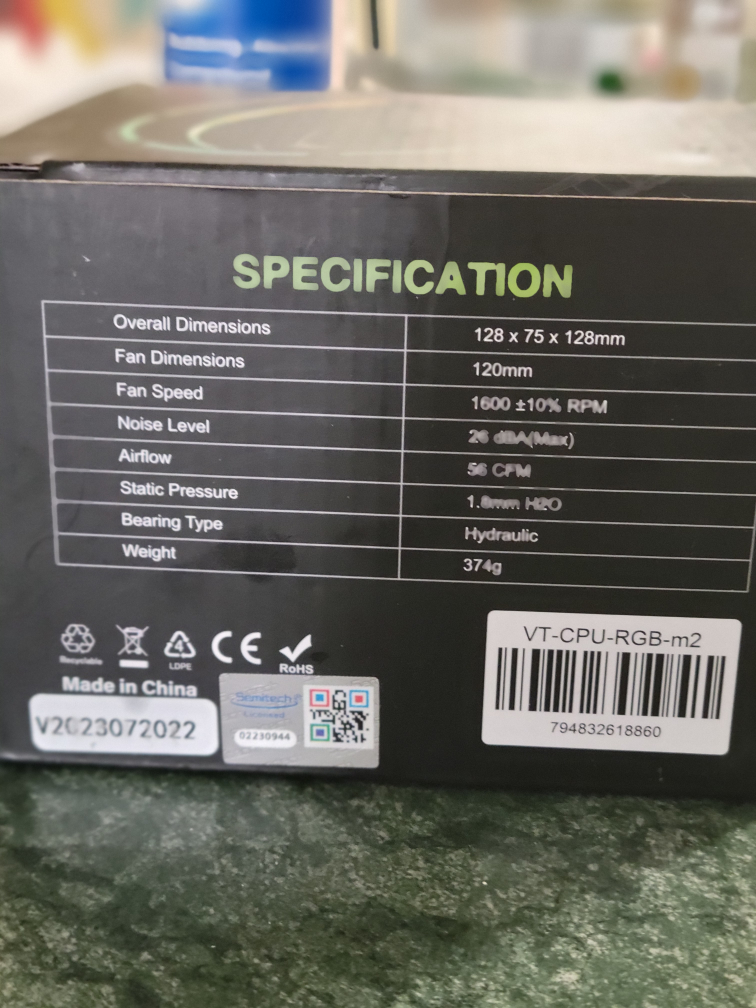 SPECIFICATION
Overall Dimensions 128 x 75 x 128mm
Fan Dimensions 120mm
Fan Speed 1600 ±10% RPM
Noise Level 26 dBA(Max)
Airflow 56 CFM
Static Pressure H2O
Bearing Type Hydraulic
Weight 374g
Recyclable
4
LDPE
CE
RoHS
Made in China
V2023072022
02230944
VT-CPU-RGB-m2
794832618860